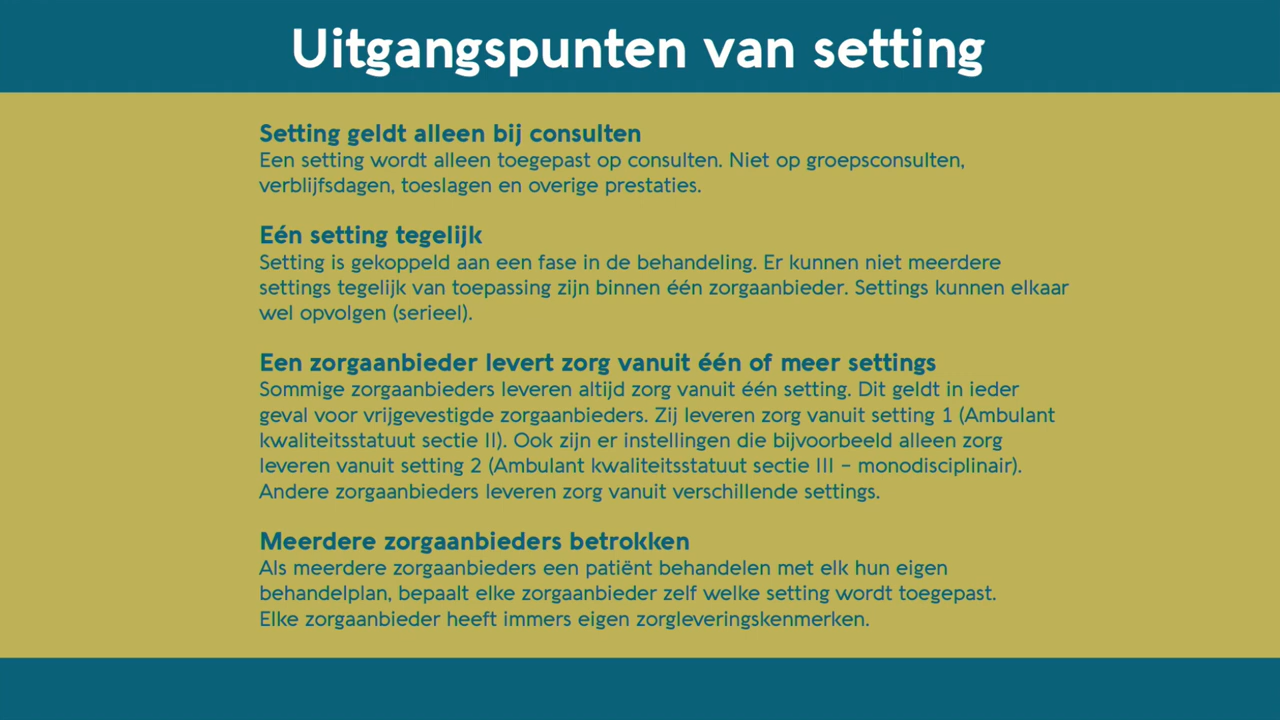 Uitgangspunten van setting
Setting geldt alleen bij consulten
Een setting wordt alleen toegepast op consulten. Niet op groepsconsulten,
verblijfsdagen, toeslagen en overige prestaties.
Eén setting tegelijk
Setting is gekoppeld aan een fase in de behandeling. Er kunnen niet meerdere
settings tegelijk van toepassing zijn binnen één zorgaanbieder. Settings kunnen elkaar
wel opvolgen (serieel).
Een zorgaanbieder levert zorg vanuit één of meer settings
Sommige zorgaanbieders leveren altijd zorg vanuit één setting. Dit geldt in ieder
geval voor vrijgevestigde zorgaanbieders. Zij leveren zorg vanuit setting 1 (Ambulant
kwaliteitsstatuut sectie II). Ook zijn er instellingen die bijvoorbeeld alleen zorg
leveren vanuit setting 2 (Ambulant kwaliteitsstatuut sectie III – monodisciplinair).
Andere zorgaanbieders leveren zorg vanuit verschillende settings.
Meerdere zorgaanbieders betrokken
Als meerdere zorgaanbieders een patiënt behandelen met elk hun eigen
behandelplan, bepaalt elke zorgaanbieder zelf welke setting wordt toegepast.
Elke zorgaanbieder heeft immers eigen zorgleveringskenmerken.